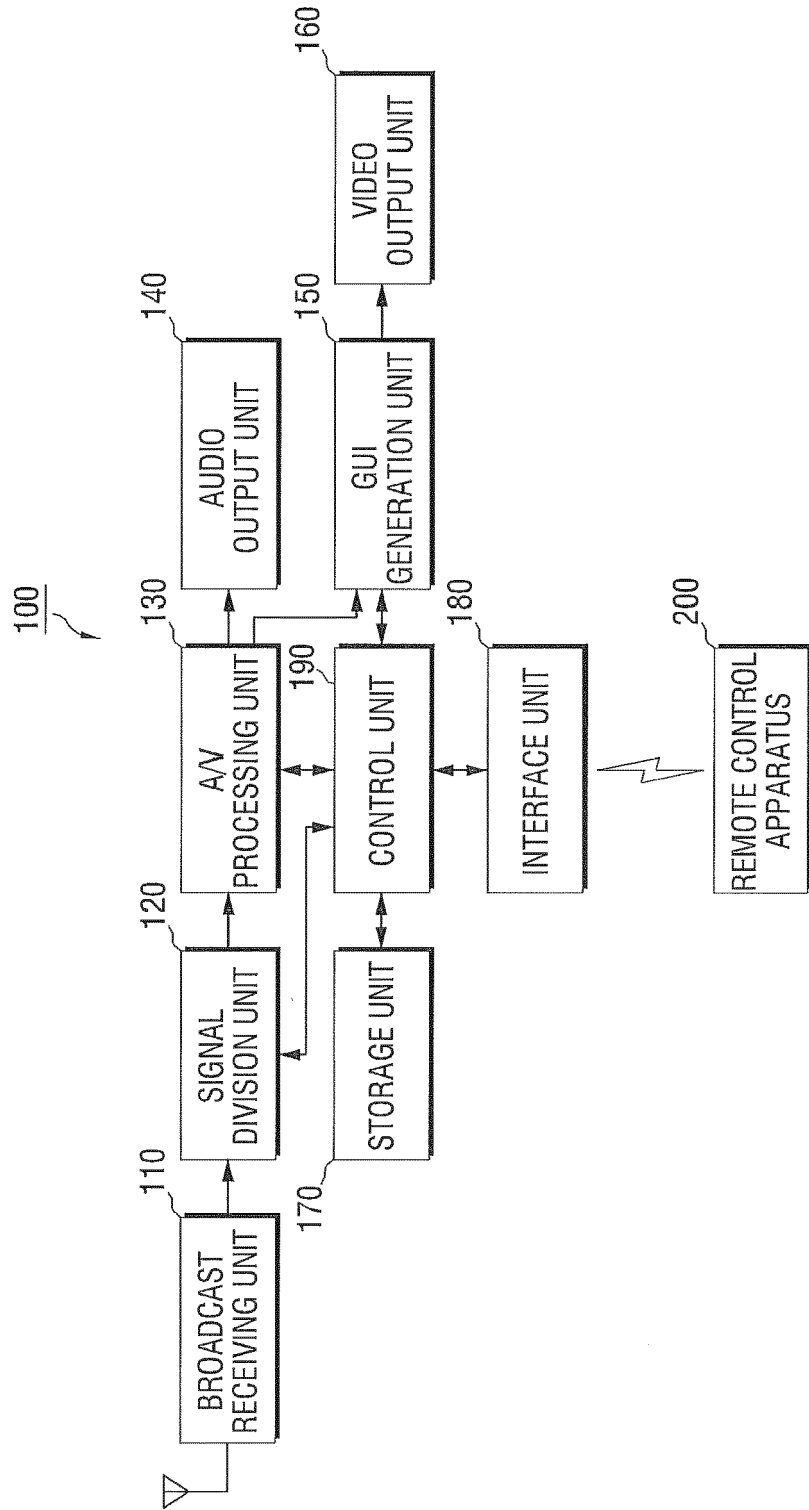 100
110
BROADCAST
RECEIVING UNIT
120
SIGNAL
DIVISION UNIT
130
A/V
PROCESSING UNIT
140
AUDIO
OUTPUT UNIT
170
STORAGE UNIT
190
CONTROL UNIT
150
GUI
GENERATION UNIT
160
VIDEO
OUTPUT UNIT
180
INTERFACE UNIT
200
REMOTE CONTROL
APPARATUS